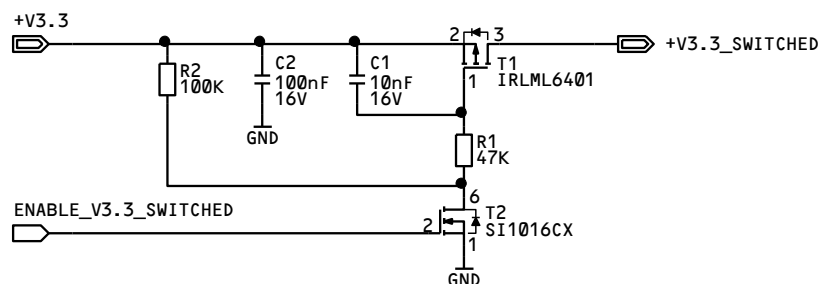 +V3.3
2
3
+V3.3_SWITCHED
R2
100K
C2
100nF
16V
C1
10nF
16V
T1
IRLML6401
1
GND
R1
47K
6
ENABLE_V3.3_SWITCHED
T2
SI1016CX
2
1
GND